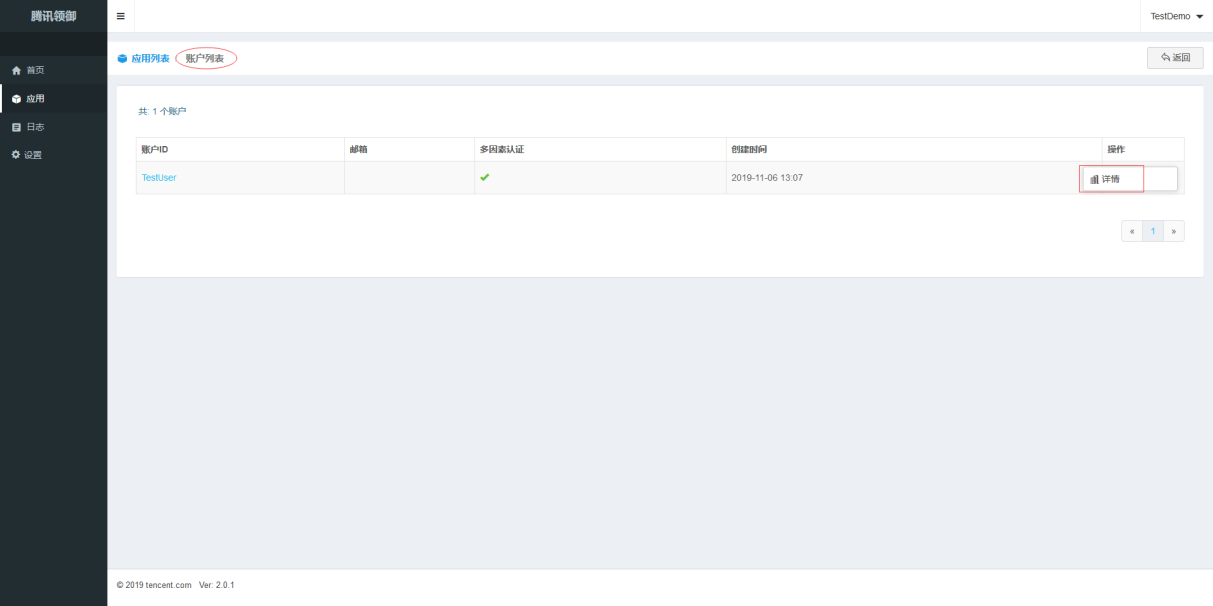 腾讯领御
TestDemo
首页
应用
日志
设置
应用列表 账户列表
返回
共: 1 个账户
账户ID 邮箱 多因素认证 创建时间 操作
TestUser 2019-11-06 13:07 详情
« 1 »
© 2019 tencent.com Ver: 2.0.1